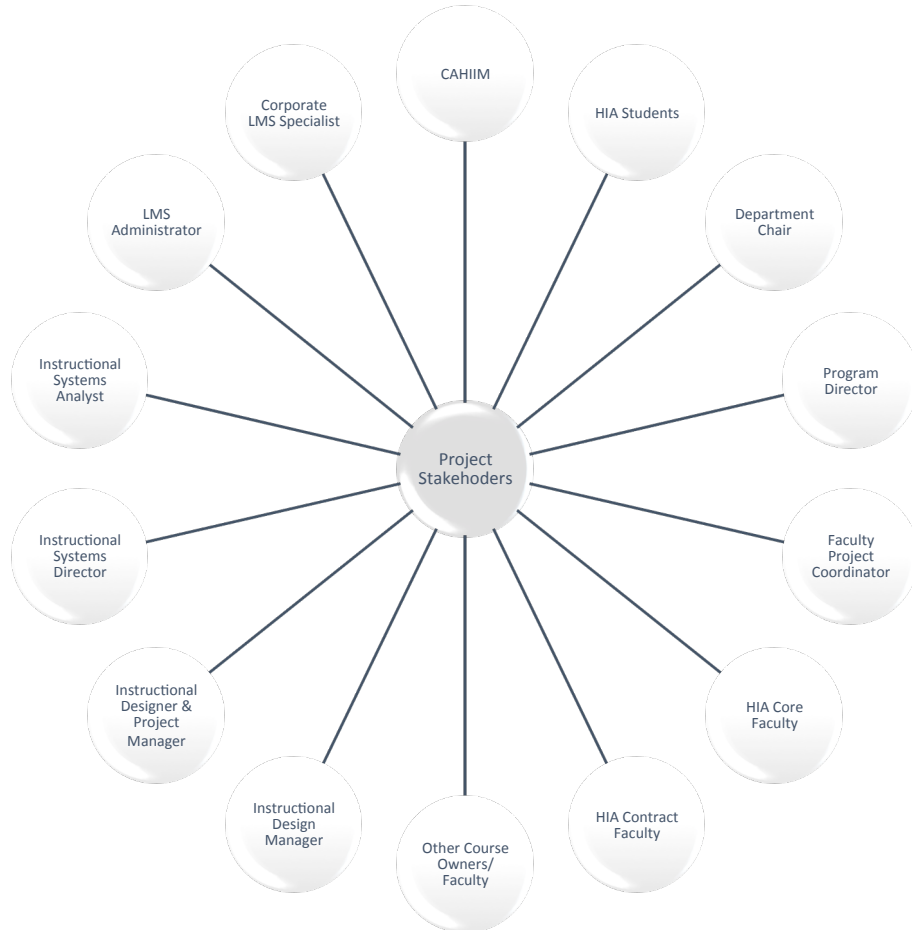 CAHIIM
HIA Students
Department
Chair
Program
Director
Faculty
Project
Coordinator
HIA Core
Faculty
HIA Contract
Faculty
Other Course
Owners/
Faculty
Instructional
Design
Manager
Instructional
Designer &
Project
Manager
Instructional
Systems
Director
Instructional
Systems
Analyst
LMS
Administrator
Corporate
LMS Specialist
Project
Stakehoders